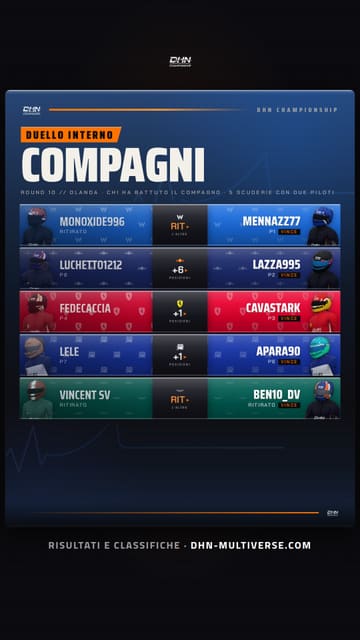 DHN
DHN
DHN CHAMPIONSHIP
DUELLO INTERNO
COMPAGNI
ROUND 10 // OLANDA · CHI HA BATTUTO IL COMPAGNO · 5 SCUDERIE CON DUE PILOTI
MONOXIDE996 RIT MENNAZZ77
RITIRATO L'ALTRO P1 VINCE
LUCHETTO1212 +6 LAZZA995
P8 POSIZIONI P2 VINCE
FEDECACCIA +1 CAVASTARK
P4 POSIZIONI P3 VINCE
LELE +1 APARA90
P7 POSIZIONI P6 VINCE
VINCENT SV RIT BEN10_DV
RITIRATO L'ALTRO RITIRATO VINCE
DHN
RISULTATI E CLASSIFICHE · DHN-MULTIVERSE.COM